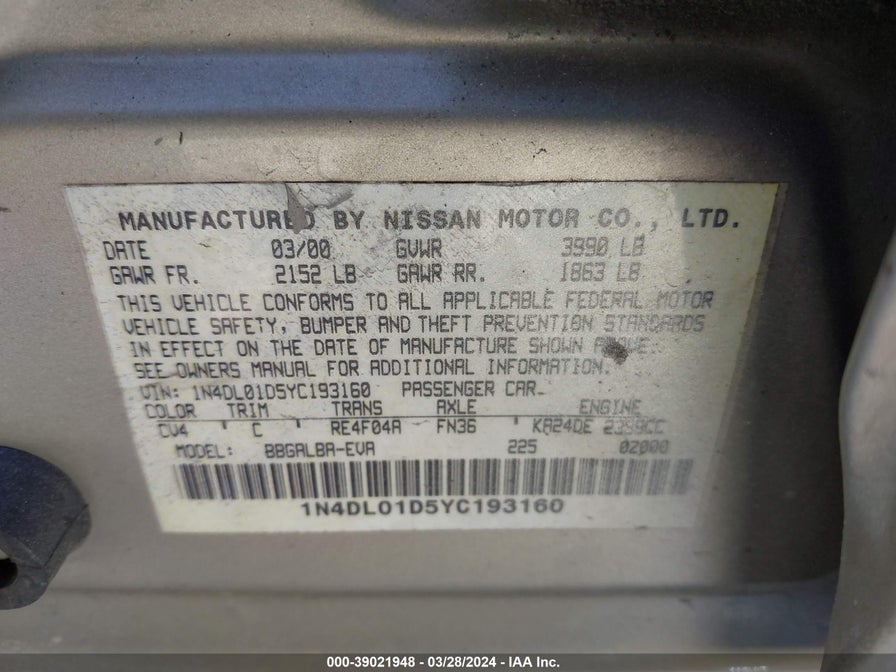 MANUFACTURED BY NISSAN MOTOR CO., LTD.
DATE 03/00 GVWR 3990 LB
GAWR FR. 2152 LB GAWR RR. 1863 LB
THIS VEHICLE CONFORMS TO ALL APPLICABLE FEDERAL MOTOR
VEHICLE SAFETY, BUMPER AND THEFT PREVENTION STANDARDS
IN EFFECT ON THE DATE OF MANUFACTURE SHOWN ABOVE.
SEE OWNERS MANUAL FOR ADDITIONAL INFORMATION.
VIN: 1N4DL01D5YC193160 PASSENGER CAR
COLOR TRIM TRANS AXLE ENGINE
CV4 C RE4F04A FN36 KA24DE 2389CC
MODEL: BBGALBA-EVA 225 0Z000
1N4DL01D5YC193160
000-39021948 - 03/28/2024 - IAA Inc.